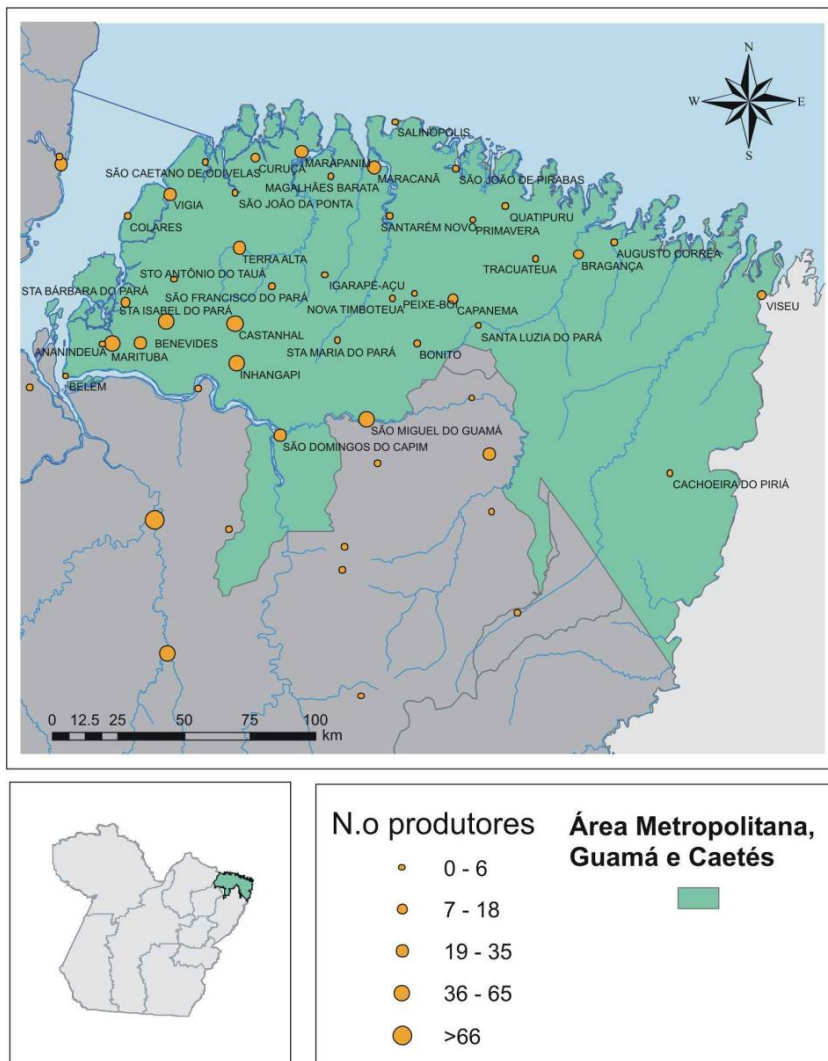 N
W
E
S
SALINÓPOLIS
SÃO CAETANO DE ODIVELAS
CURUÇÁ
MARAPANIM
MARACANÃ
SÃO JOÃO DE PIRABAS
MAGALHÃES BARATA
VIGIA
SÃO JOÃO DA PONTA
COLARES
SANTARÉM NOVO
PRIMAVERA
QUATIPURU
TERRA ALTA
TRACUATEUA
BRAGANÇA
AUGUSTO CORREA
STO ANTÔNIO DO TAUÁ
IGARAPÉ-AÇU
STA BÁRBARA DO PARÁ
SÃO FRANCISCO DO PARÁ
NOVA TIMBOTEUA
PEIXE-BOI
CAPANEMA
VISEU
STA ISABEL DO PARÁ
CASTANHAL
SANTA LUZIA DO PARÁ
ANANINDEUA
MARITUBA
BENEVIDES
STA MARIA DO PARÁ
BONITO
BELÉM
INHANGAPI
SÃO MIGUEL DO GUAMÁ
SÃO DOMINGOS DO CAPIM
CACHOEIRA DO PIRIÁ
0 12.5 25 50 75 100
km
N.o produtores
0 - 6
7 - 18
19 - 35
36 - 65
>66
Área Metropolitana,
Guamá e Caetés